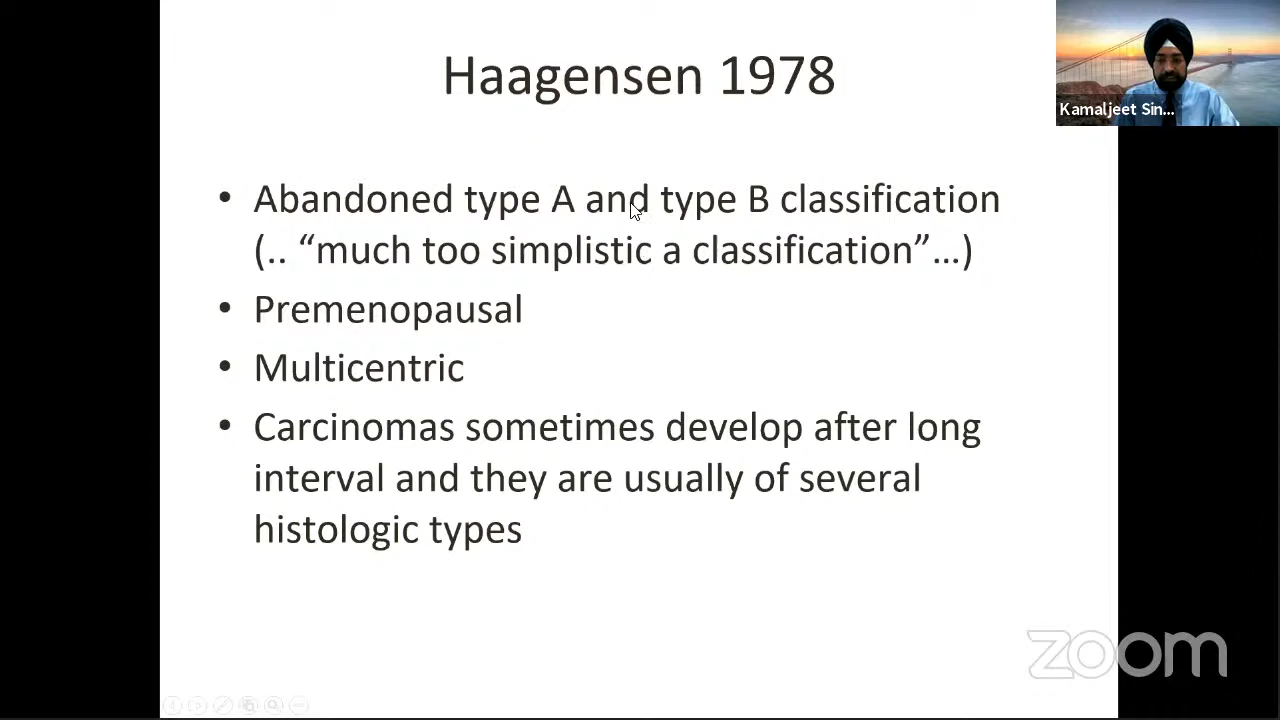 Haagensen 1978
Kamaljeet Sin...
• Abandoned type A and type B classification
(.. “much too simplistic a classification”…)
• Premenopausal
• Multicentric
• Carcinomas sometimes develop after long
interval and they are usually of several
histologic types
zoom